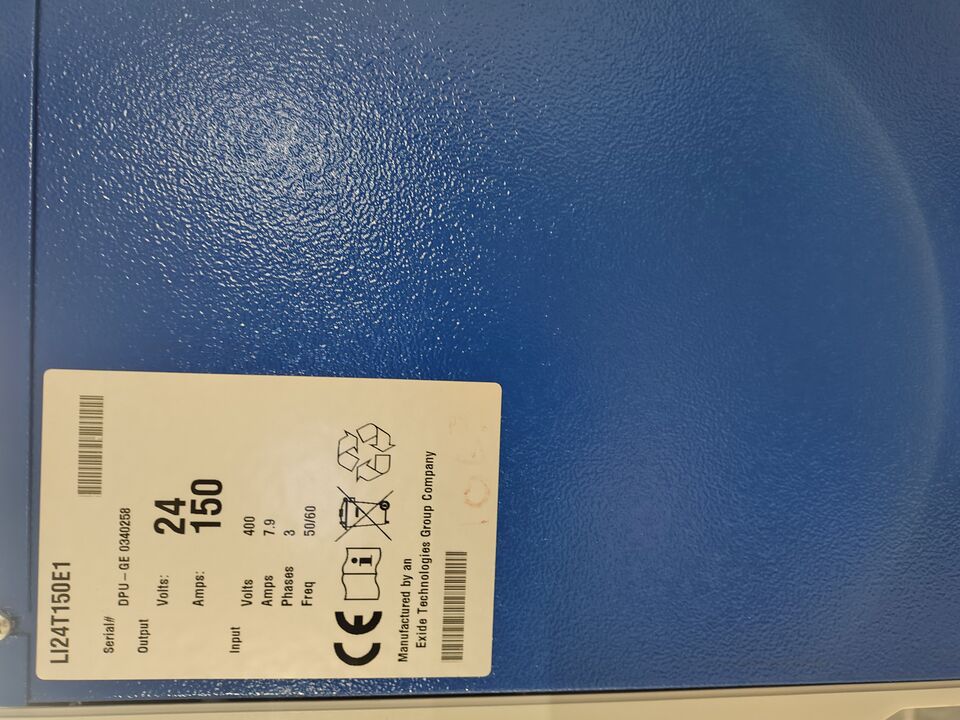 LI24T150E1
Serial# DPU – GE 0340258
Output Volts: 24
Amps: 150
Input Volts 400
Amps 7.9
Phases 3
Freq 50/60
CE
Manufactured by an
Exide Technologies Group Company